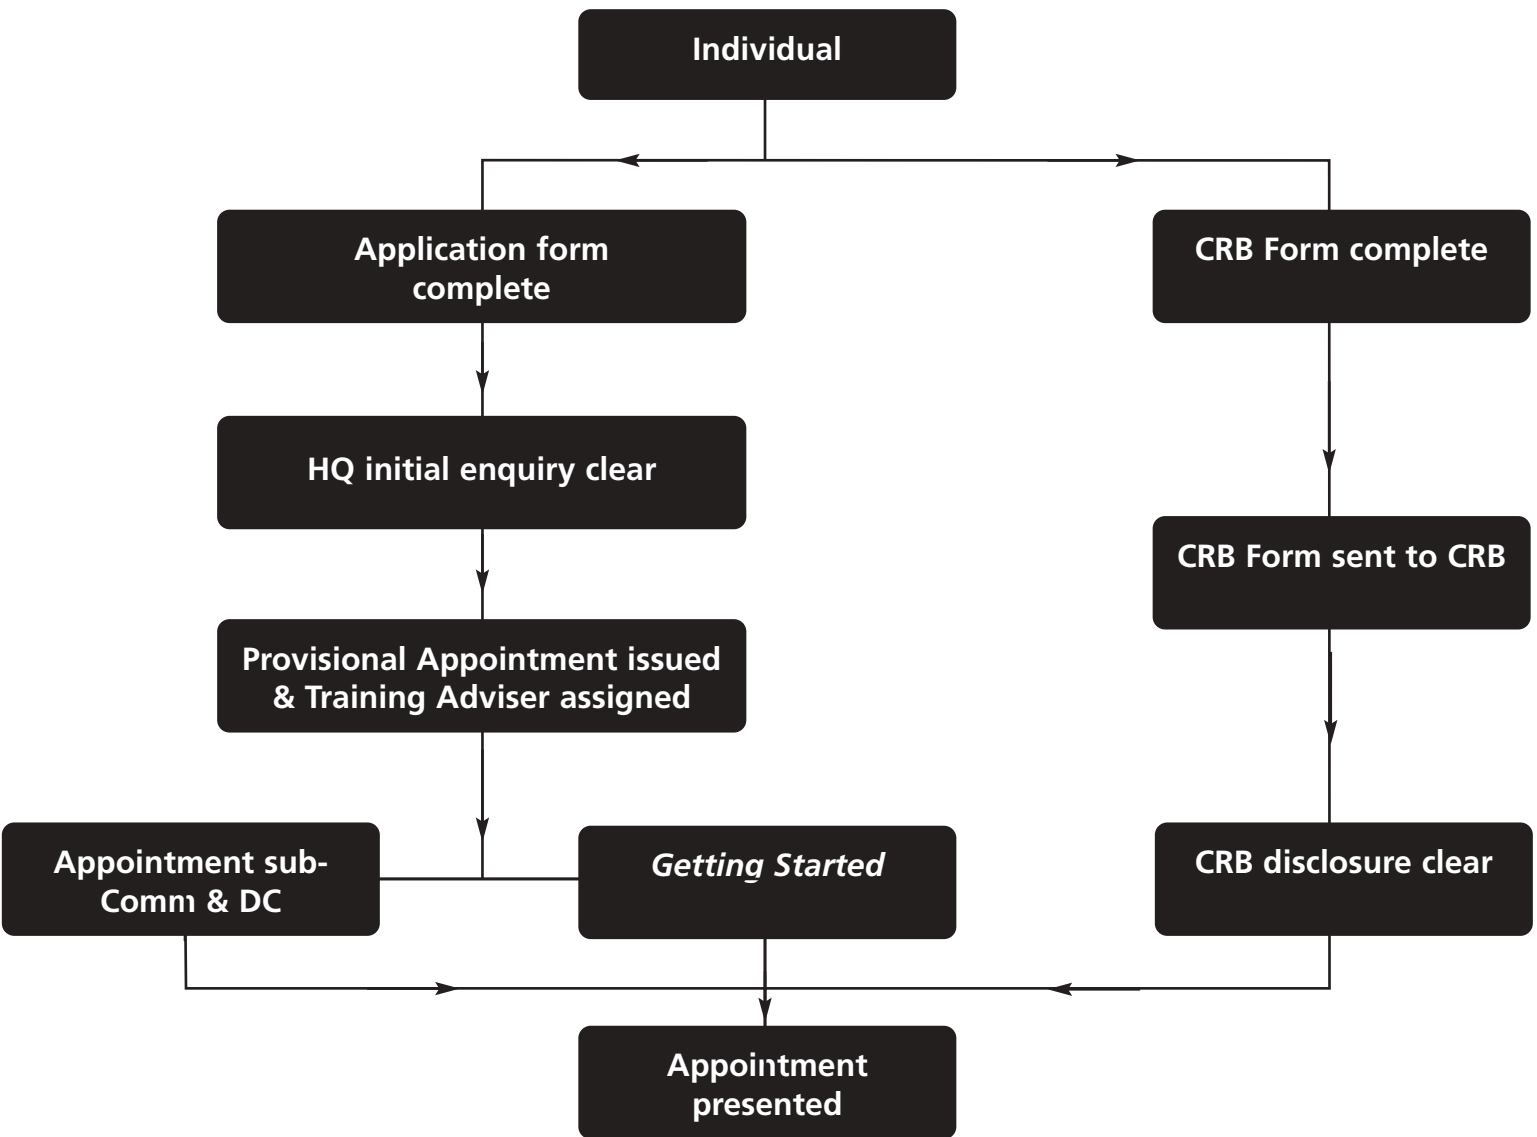 Individual
Application form
complete
CRB Form complete
HQ initial enquiry clear
CRB Form sent to CRB
Provisional Appointment issued
& Training Adviser assigned
Appointment sub-
Comm & DC
Getting Started
CRB disclosure clear
Appointment
presented